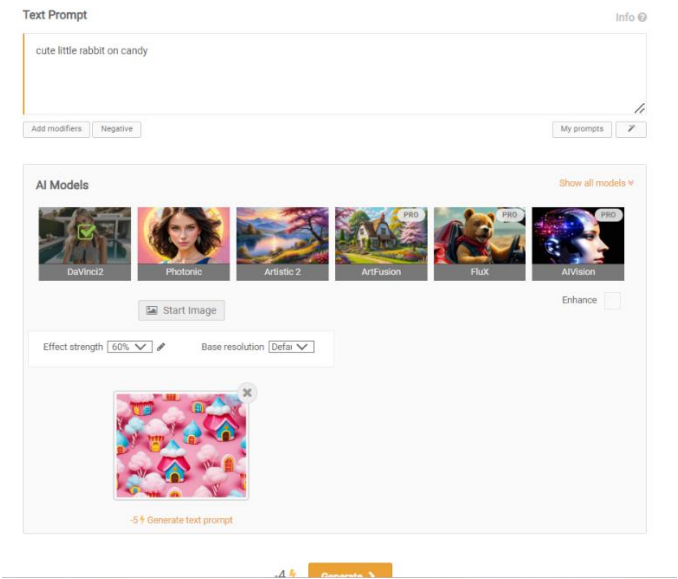 Text Prompt
Info ?
cute little rabbit on candy
Add modifiers Negative My prompts
AI Models
Show all models
PRO PRO PRO
DaVinci2 Photonic Artistic 2 ArtFusion FluX AIVision
Start Image
Enhance
Effect strength 60% Base resolution Defau
-5 Generate text prompt
-4 Generate